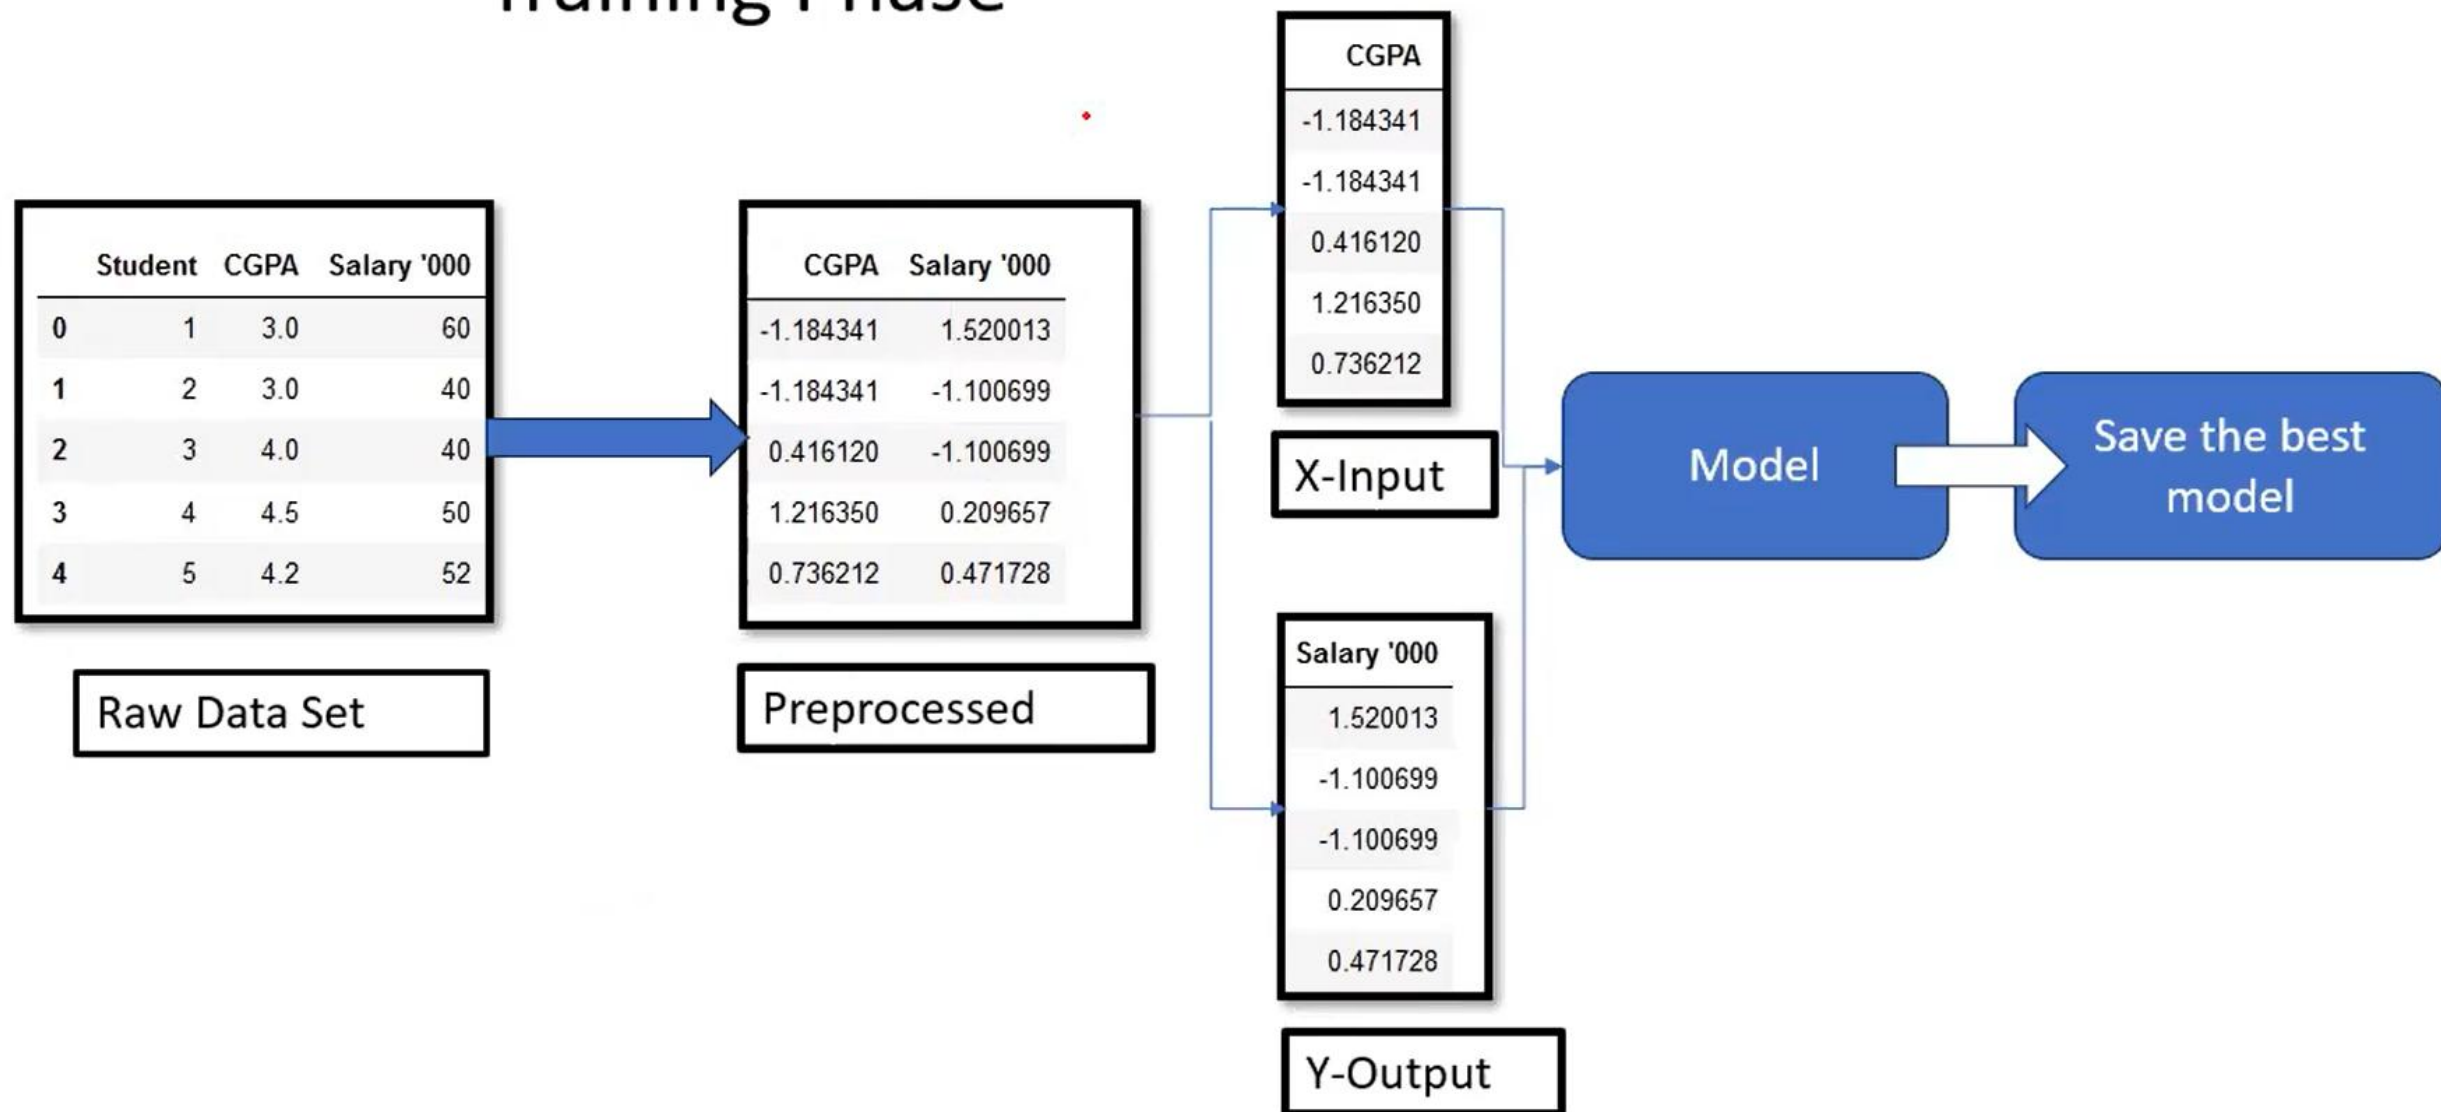 Training Phase
Student CGPA Salary '000
0 1 3.0 60
1 2 3.0 40
2 3 4.0 40
3 4 4.5 50
4 5 4.2 52
Raw Data Set
CGPA Salary '000
-1.184341 1.520013
-1.184341 -1.100699
0.416120 -1.100699
1.216350 0.209657
0.736212 0.471728
Preprocessed
CGPA
-1.184341
-1.184341
0.416120
1.216350
0.736212
X-Input
Salary '000
1.520013
-1.100699
-1.100699
0.209657
0.471728
Y-Output
Model
Save the best
model